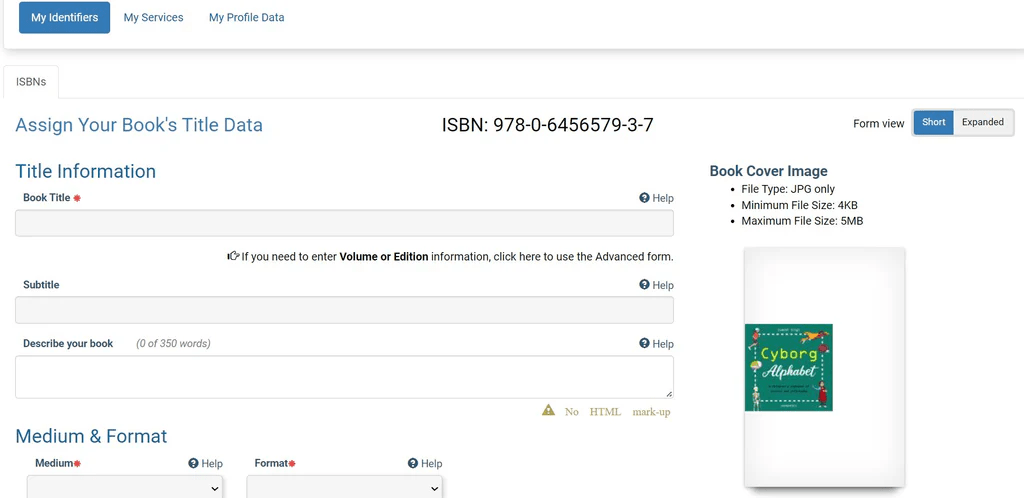 My Identifiers My Services My Profile Data
ISBNs
Assign Your Book's Title Data ISBN: 978-0-6456579-3-7 Form view Short Expanded
Title Information
Book Title * Help
If you need to enter Volume or Edition information, click here to use the Advanced form.
Subtitle Help
Describe your book (0 of 350 words) Help
No HTML mark-up
Medium & Format
Medium* Help Format* Help
Book Cover Image
• File Type: JPG only
• Minimum File Size: 4KB
• Maximum File Size: 5MB
Cyborg
Alphabet